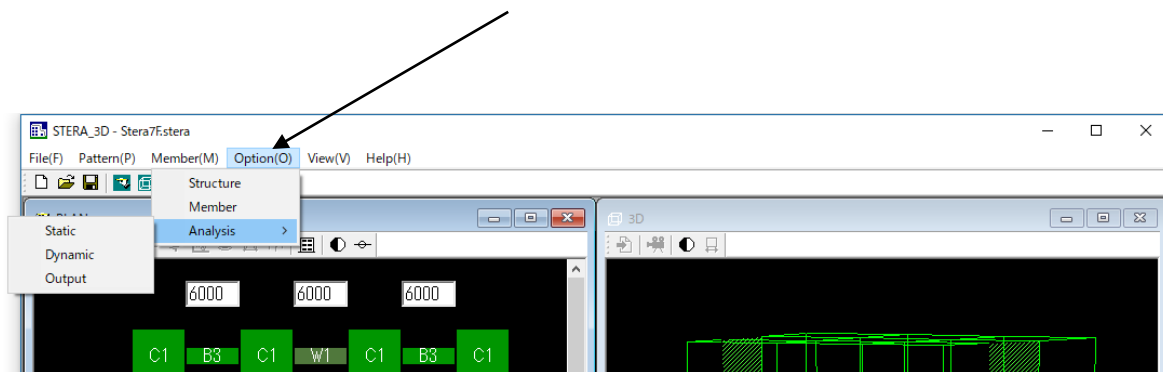 STERA_3D - Stera7F.stera
File(F) Pattern(P) Member(M) Option(O) View(V) Help(H)
Structure
Member
Analysis
Static
Dynamic
Output
3D
6000 6000 6000
C1 B3 C1 W1 C1 B3 C1